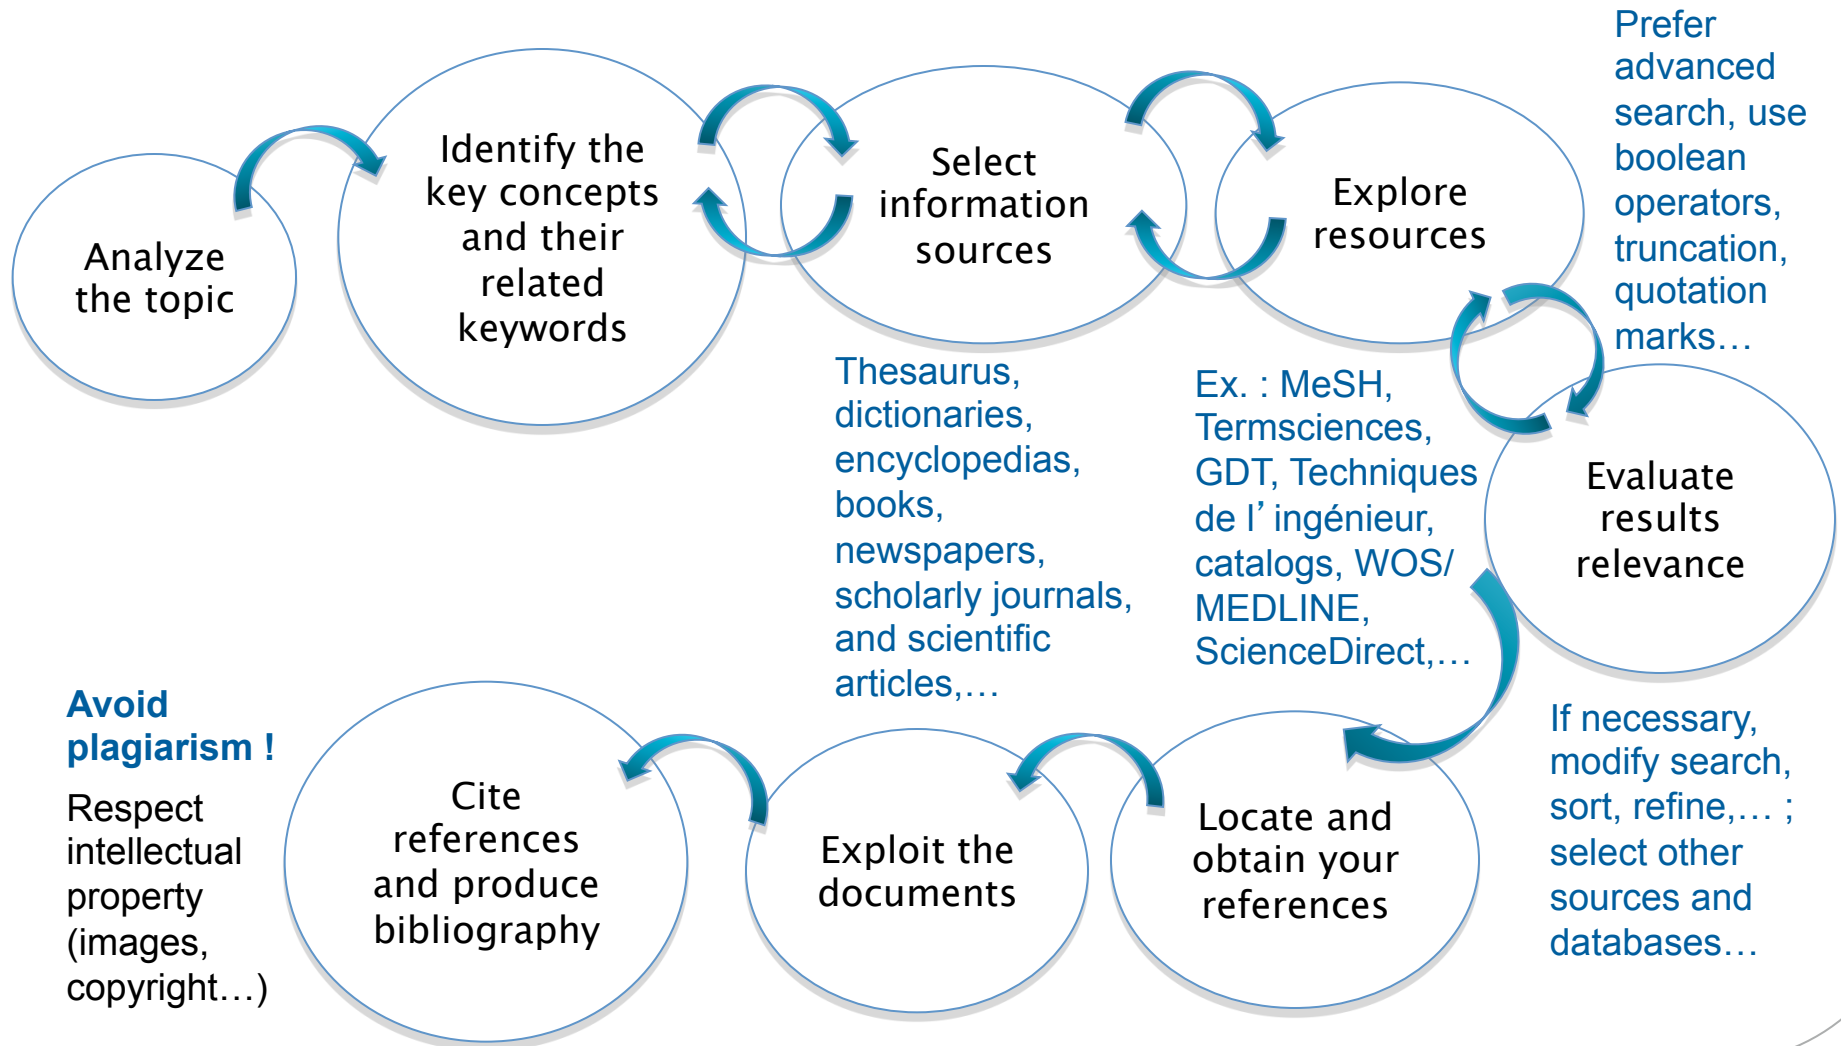 Analyze
the topic
Identify the
key concepts
and their
related
keywords
Select
information
sources
Explore
resources
Prefer
advanced
search, use
boolean
operators,
truncation,
quotation
marks…
Thesaurus,
dictionaries,
encyclopedias,
books,
newspapers,
scholarly journals,
and scientific
articles,…
Ex. : MeSH,
Termsciences,
GDT, Techniques
de l’ ingénieur,
catalogs, WOS/
MEDLINE,
ScienceDirect,…
Evaluate
results
relevance
If necessary,
modify search,
sort, refine,… ;
select other
sources and
databases…
Locate and
obtain your
references
Exploit the
documents
Cite
references
and produce
bibliography
Avoid
plagiarism !
Respect
intellectual
property
(images,
copyright…)